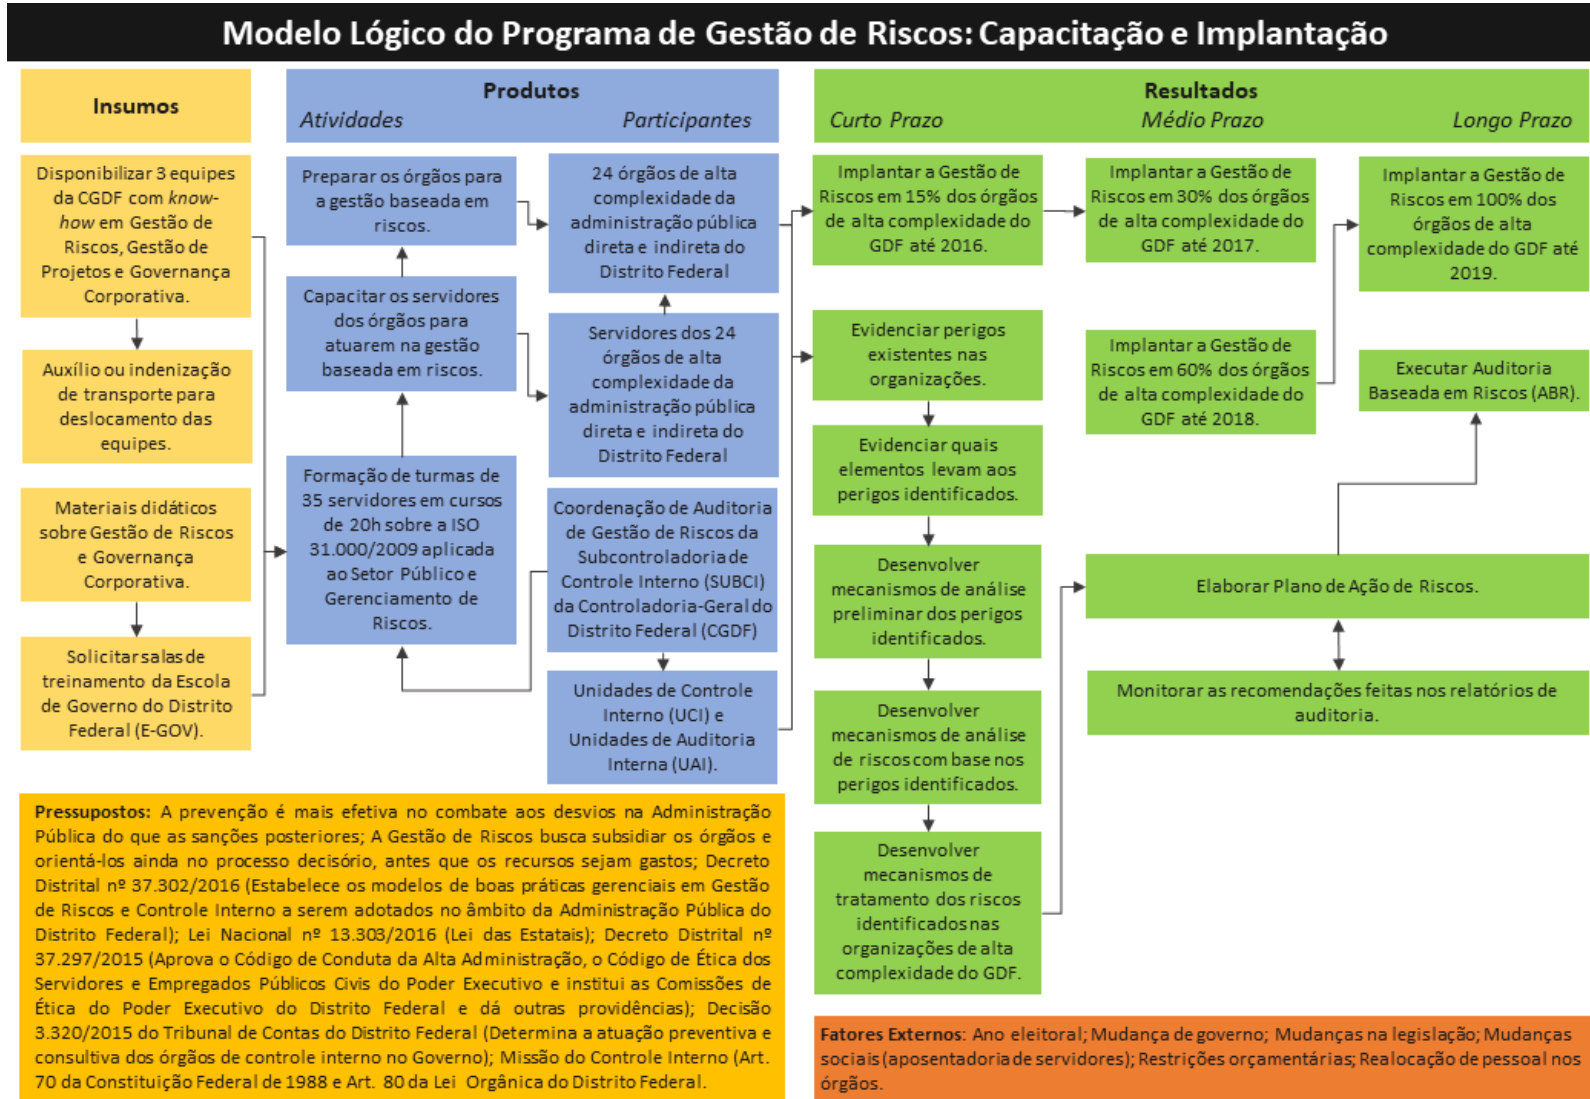 Modelo Lógico do Programa de Gestão de Riscos: Capacitação e Implantação
Insumos
Disponibilizar 3 equipes
da CGDF com know-
how em Gestão de
Riscos, Gestão de
Projetos e Governança
Corporativa.
Auxílio ou indenização
de transporte para
deslocamento das
equipes.
Materiais didáticos
sobre Gestão de Riscos
e Governança
Corporativa.
Solicitar salas de
treinamento da Escola
de Governo do Distrito
Federal (E-GOV).
Produtos
Atividades
Participantes
Preparar os órgãos para
a gestão baseada em
riscos.
Capacitar os servidores
dos órgãos para
atuarem na gestão
baseada em riscos.
Formação de turmas de
35 servidores em cursos
de 20h sobre a ISO
31.000/2009 aplicada
ao Setor Público e
Gerenciamento de
Riscos.
24 órgãos de alta
complexidade da
administração pública
direta e indireta do
Distrito Federal
Servidores dos 24
órgãos de alta
complexidade da
administração pública
direta e indireta do
Distrito Federal
Coordenação de Auditoria
de Gestão de Riscos da
Subcontroladoria de
Controle Interno (SUBCI)
da Controladoria-Geral do
Distrito Federal (CGDF)
Unidades de Controle
Interno (UCI) e
Unidades de Auditoria
Interna (UAI).
Resultados
Curto Prazo
Médio Prazo
Longo Prazo
Implantar a Gestão de
Riscos em 15% dos órgãos
de alta complexidade do
GDF até 2016.
Evidenciar perigos
existentes nas
organizações.
Evidenciar quais
elementos levam aos
perigos identificados.
Desenvolver
mecanismos de análise
preliminar dos perigos
identificados.
Desenvolver
mecanismos de análise
de riscos com base nos
perigos identificados.
Desenvolver
mecanismos de
tratamento dos riscos
identificados nas
organizações de alta
complexidade do GDF.
Implantar a Gestão de
Riscos em 30% dos órgãos
de alta complexidade do
GDF até 2017.
Implantar a Gestão de
Riscos em 60% dos órgãos
de alta complexidade do
GDF até 2018.
Implantar a Gestão de
Riscos em 100% dos
órgãos de alta
complexidade do GDF até
2019.
Executar Auditoria
Baseada em Riscos (ABR).
Elaborar Plano de Ação de Riscos.
Monitorar as recomendações feitas nos relatórios de
auditoria.
Pressupostos: A prevenção é mais efetiva no combate aos desvios na Administração
Pública do que as sanções posteriores; A Gestão de Riscos busca subsidiar os órgãos e
orientá-los ainda no processo decisório, antes que os recursos sejam gastos; Decreto
Distrital nº 37.302/2016 (Estabelece os modelos de boas práticas gerenciais em Gestão
de Riscos e Controle Interno a serem adotados no âmbito da Administração Pública do
Distrito Federal); Lei Nacional nº 13.303/2016 (Lei das Estatais); Decreto Distrital nº
37.297/2015 (Aprova o Código de Conduta da Alta Administração, o Código de Ética dos
Servidores e Empregados Públicos Civis do Poder Executivo e institui as Comissões de
Ética do Poder Executivo do Distrito Federal e dá outras providências); Decisão
3.320/2015 do Tribunal de Contas do Distrito Federal (Determina a atuação preventiva e
consultiva dos órgãos de controle interno no Governo); Missão do Controle Interno (Art.
70 da Constituição Federal de 1988 e Art. 80 da Lei Orgânica do Distrito Federal.
Fatores Externos: Ano eleitoral; Mudança de governo; Mudanças na legislação; Mudanças
sociais (aposentadoria de servidores); Restrições orçamentárias; Realocação de pessoal nos
órgãos.